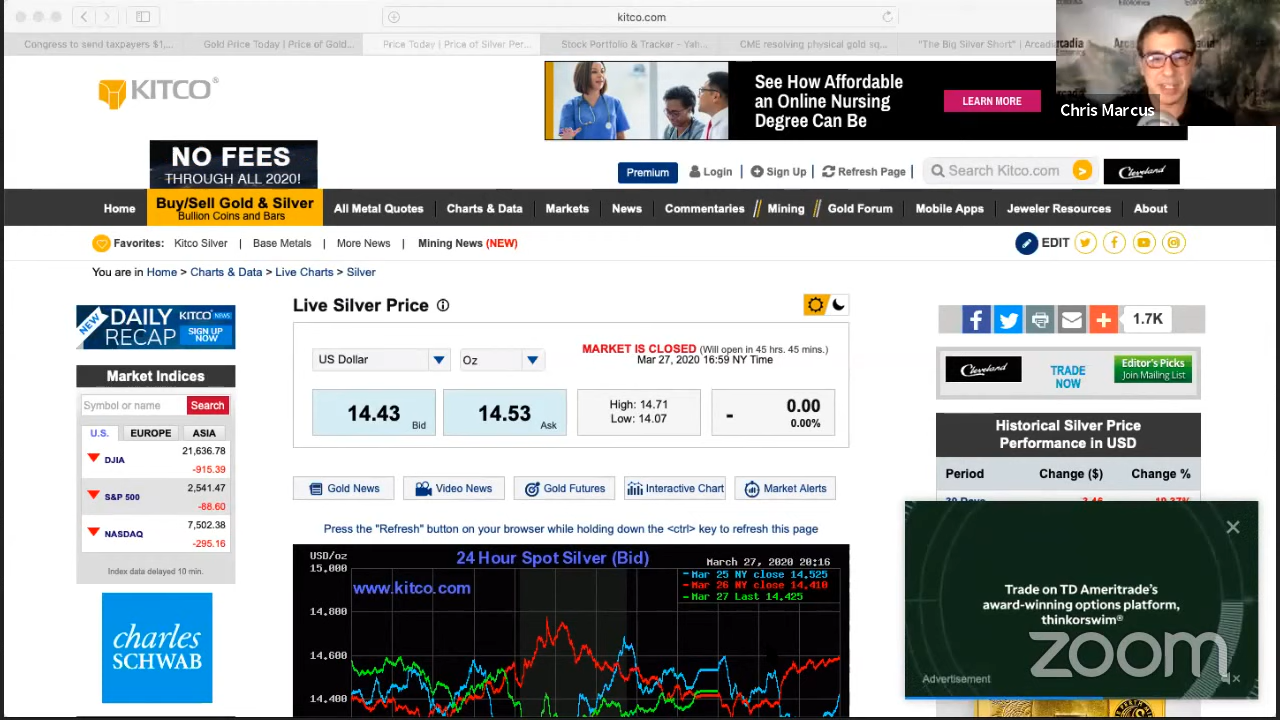 kitco.com
Congress to send taxpayers $1,...
Gold Price Today | Price of Gold...
Price Today | Price of Silver Per...
Stock Portfolio & Tracker - Yah...
CME resolving physical gold sq...
"The Big Silver Short" | Arcad
Chris Marcus
KITCO®
See How Affordable
an Online Nursing
Degree Can Be
LEARN MORE
NO FEES
THROUGH ALL 2020!
Premium
Login | Sign Up | Refresh Page |
Search Kitco.com
Cleveland
Home
Buy/Sell Gold & Silver
Bullion Coins and Bars
All Metal Quotes
Charts & Data
Markets
News
Commentaries
Mining
Gold Forum
Mobile Apps
Jeweler Resources
About
Favorites: Kitco Silver | Base Metals | More News | Mining News (NEW)
EDIT
You are in Home > Charts & Data > Live Charts > Silver
NEW
DAILY
RECAP
KITCO NEWS
SIGN UP
NOW
Market Indices
Symbol or name
Search
U.S.
EUROPE
ASIA
DJIA
21,636.78
-915.39
S&P 500
2,541.47
-88.60
NASDAQ
7,502.38
-295.16
Index data delayed 10 min.
charles
SCHWAB
Live Silver Price
US Dollar
Oz
MARKET IS CLOSED (Will open in 45 hrs. 45 mins.)
Mar 27, 2020 16:59 NY Time
14.43
Bid
14.53
Ask
High: 14.71
Low: 14.07
-
0.00
0.00%
Gold News
Video News
Gold Futures
Interactive Chart
Market Alerts
Press the "Refresh" button on your browser while holding down the <ctrl> key to refresh this page
USD/oz
24 Hour Spot Silver (Bid)
March 27, 2020 20:16
www.kitco.com
Mar 25 NY close 14.525
Mar 26 NY close 14.410
Mar 27 Last 14.425
15,000
14,800
14,600
14,400
1.7K
Cleveland
TRADE
NOW
Editor's Picks
Join Mailing List
Historical Silver Price
Performance in USD
Period
Change ($)
Change %
Trade on TD Ameritrade's
award-winning options platform,
thinkorswim®
zoom
Advertisement